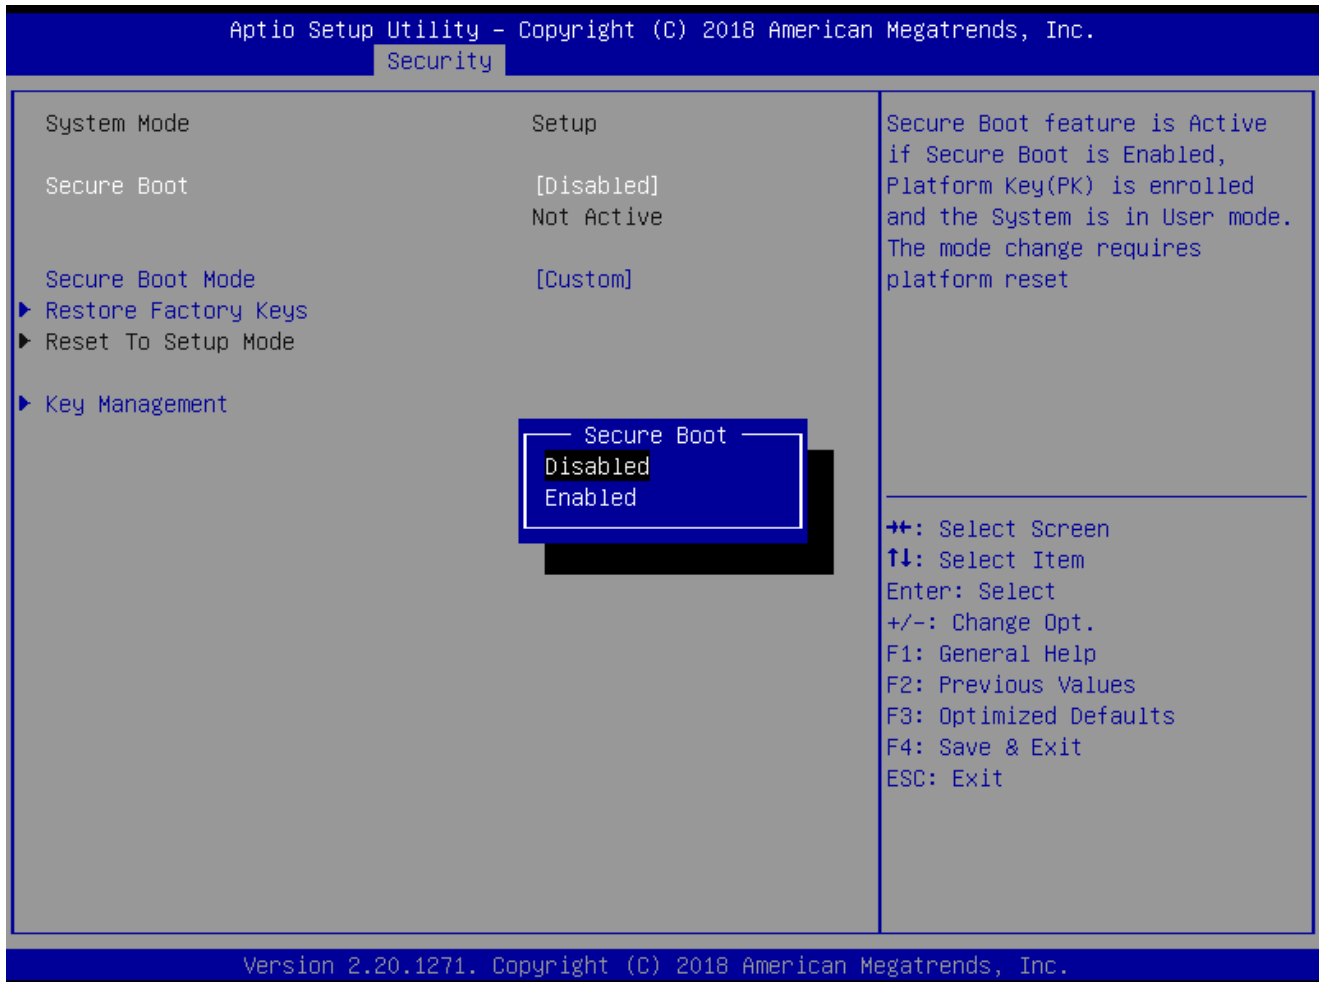 Aptio Setup Utility – Copyright (C) 2018 American Megatrends, Inc.
Security
System Mode Setup
Secure Boot [Disabled]
Not Active
Secure Boot Mode [Custom]
Restore Factory Keys
Reset To Setup Mode
Key Management
Secure Boot
Disabled
Enabled
Secure Boot feature is Active
if Secure Boot is Enabled,
Platform Key(PK) is enrolled
and the System is in User mode.
The mode change requires
platform reset
→←: Select Screen
↑↓: Select Item
Enter: Select
+/-: Change Opt.
F1: General Help
F2: Previous Values
F3: Optimized Defaults
F4: Save & Exit
ESC: Exit
Version 2.20.1271. Copyright (C) 2018 American Megatrends, Inc.